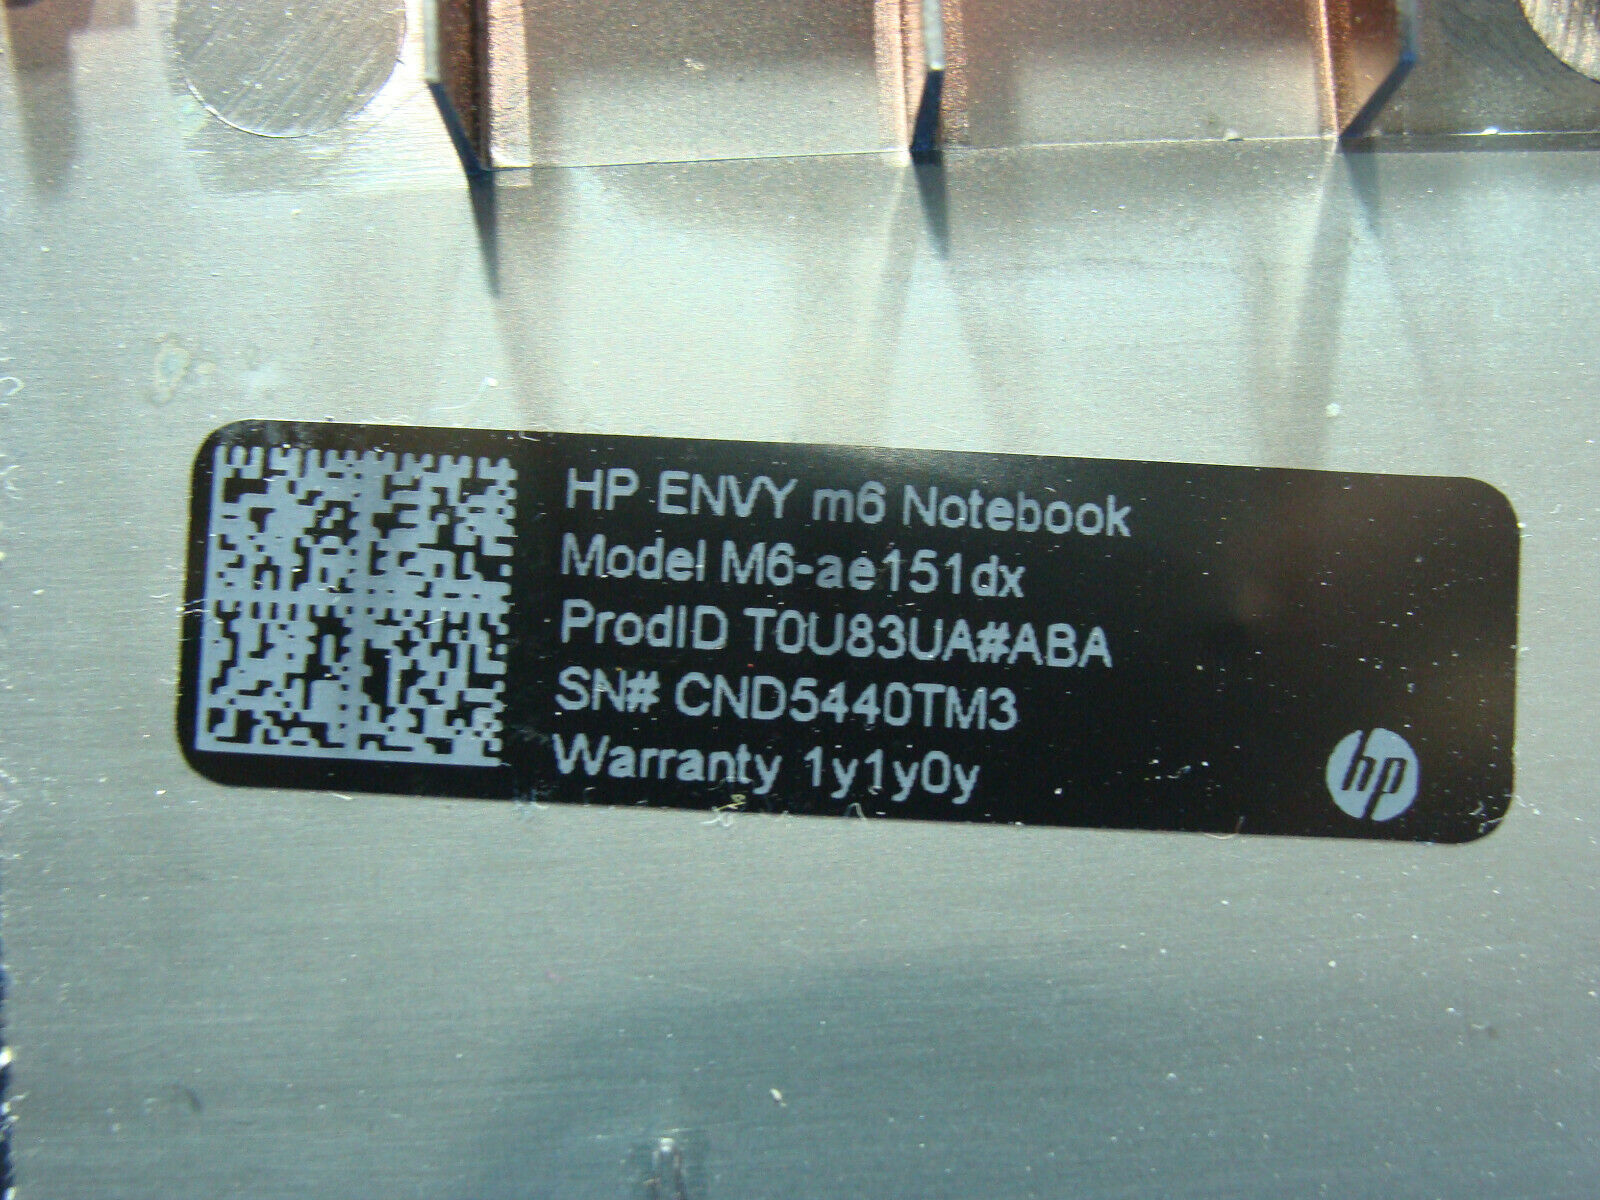 HP ENVY m6 Notebook
Model M6-ae151dx
ProdID T0U83UA#ABA
SN# CND5440TM3
Warranty 1y1y0y
hp